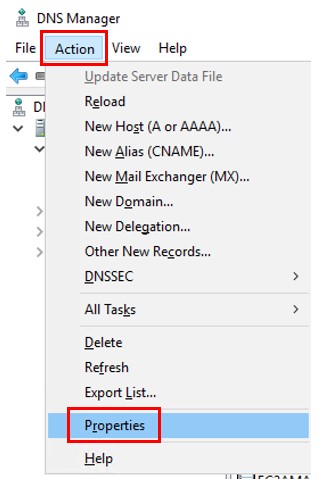 DNS Manager
File Action View Help
Update Server Data File
Reload
New Host (A or AAAA)...
New Alias (CNAME)...
New Mail Exchanger (MX)...
New Domain...
New Delegation...
Other New Records...
DNSSEC
All Tasks
Delete
Refresh
Export List...
Properties
Help